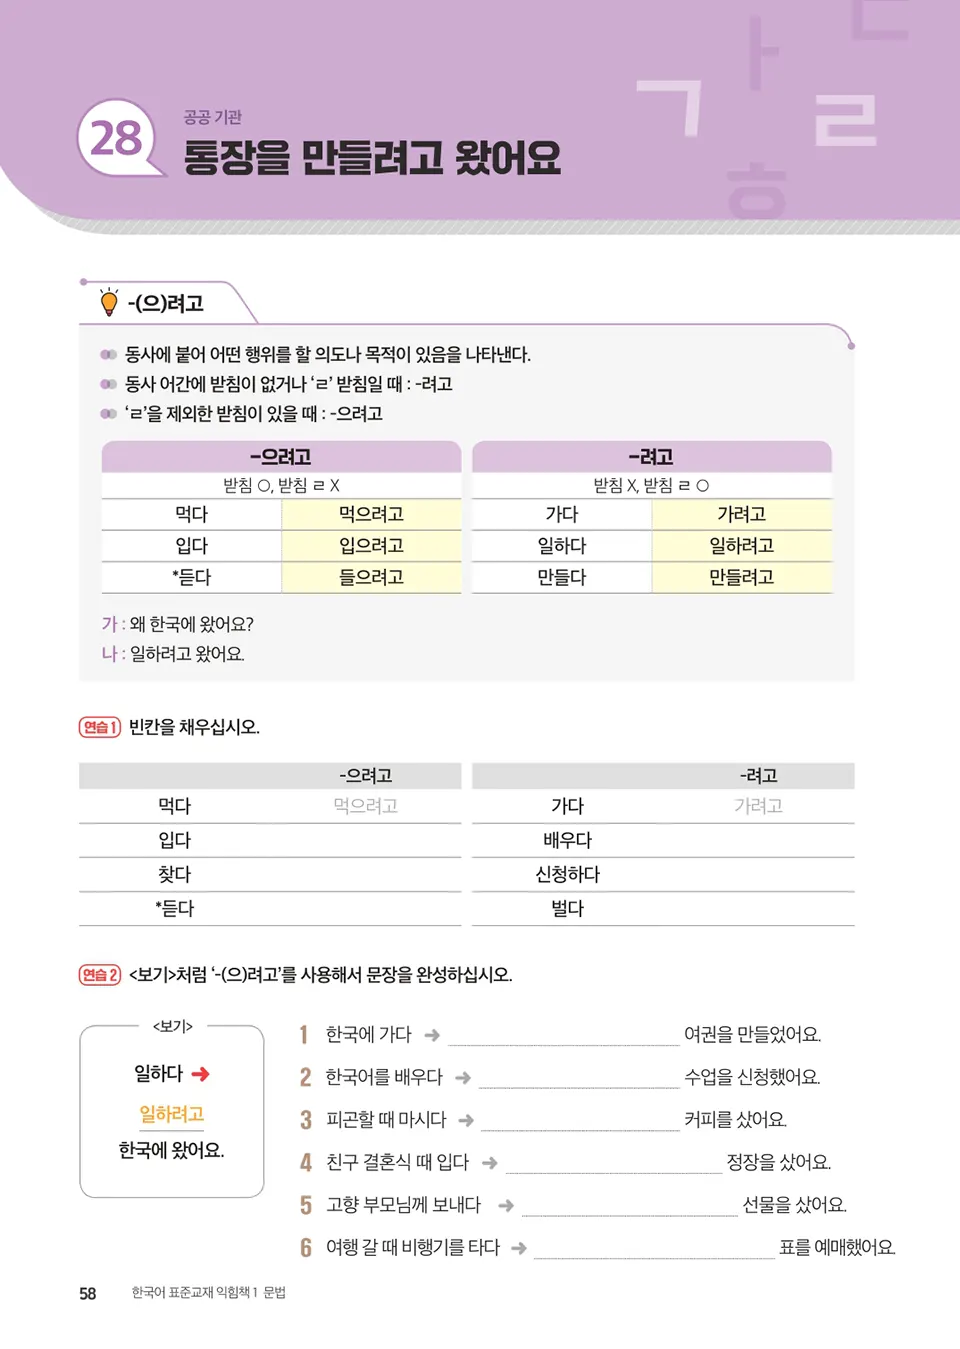 28
공공 기관
통장을 만들려고 왔어요
ㄱ ㅏ ㄷ ㄹ ㅎ
-(으)려고
동사에 붙어 어떤 행위를 할 의도나 목적이 있음을 나타낸다.
동사 어간에 받침이 없거나 ‘ㄹ’ 받침일 때 : -려고
‘ㄹ’을 제외한 받침이 있을 때 : -으려고
-으려고 -려고
받침 ○, 받침 ㄹ X 받침 X, 받침 ㄹ ○
먹다 먹으려고 가다 가려고
입다 입으려고 일하다 일하려고
*듣다 들으려고 만들다 만들려고
가 : 왜 한국에 왔어요?
나 : 일하려고 왔어요.
연습 1 빈칸을 채우십시오.
-으려고 -려고
먹다 먹으려고 가다 가려고
입다 배우다
찾다 신청하다
*듣다 벌다
연습 2 <보기>처럼 ‘-(으)려고’를 사용해서 문장을 완성하십시오.
<보기>
일하다 ➜
일하려고
한국에 왔어요.
1 한국에 가다 ➜ 여권을 만들었어요.
2 한국어를 배우다 ➜ 수업을 신청했어요.
3 피곤할 때 마시다 ➜ 커피를 샀어요.
4 친구 결혼식 때 입다 ➜ 정장을 샀어요.
5 고향 부모님께 보내다 ➜ 선물을 샀어요.
6 여행 갈 때 비행기를 타다 ➜ 표를 예매했어요.
58 한국어 표준교재 익힘책 1 문법